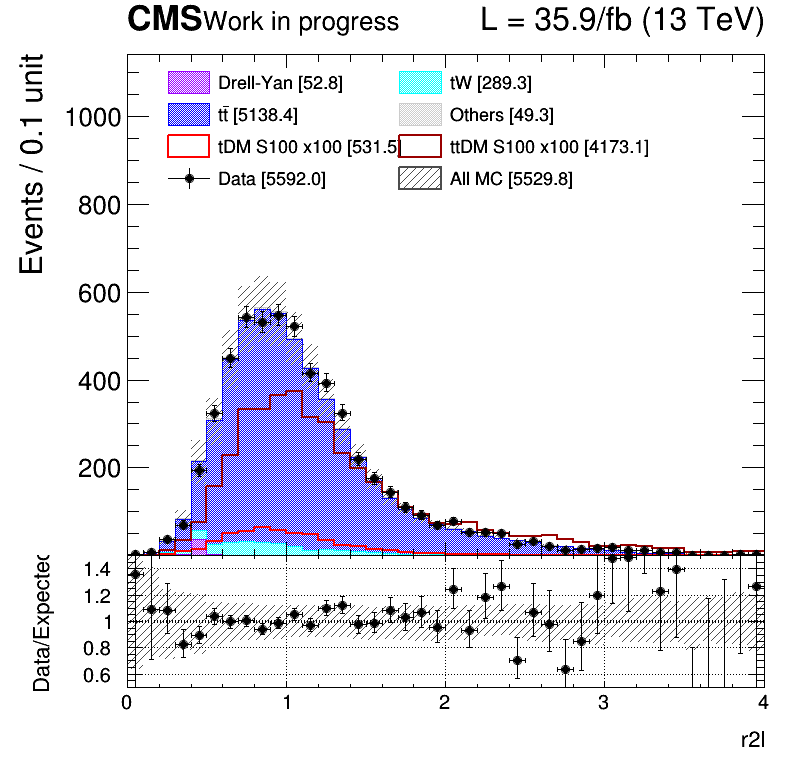 CMS Work in progress L = 35.9/fb (13 TeV)
Events / 0.1 unit
Drell-Yan [52.8] tW [289.3]
tt̄ [5138.4] Others [49.3]
tDM S100 x100 [531.5] ttDM S100 x100 [4173.1]
Data [5592.0] All MC [5529.8]
1000
800
600
400
200
Data/Expected
1.4
1.2
1
0.8
0.6
0 1 2 3 4
r2l